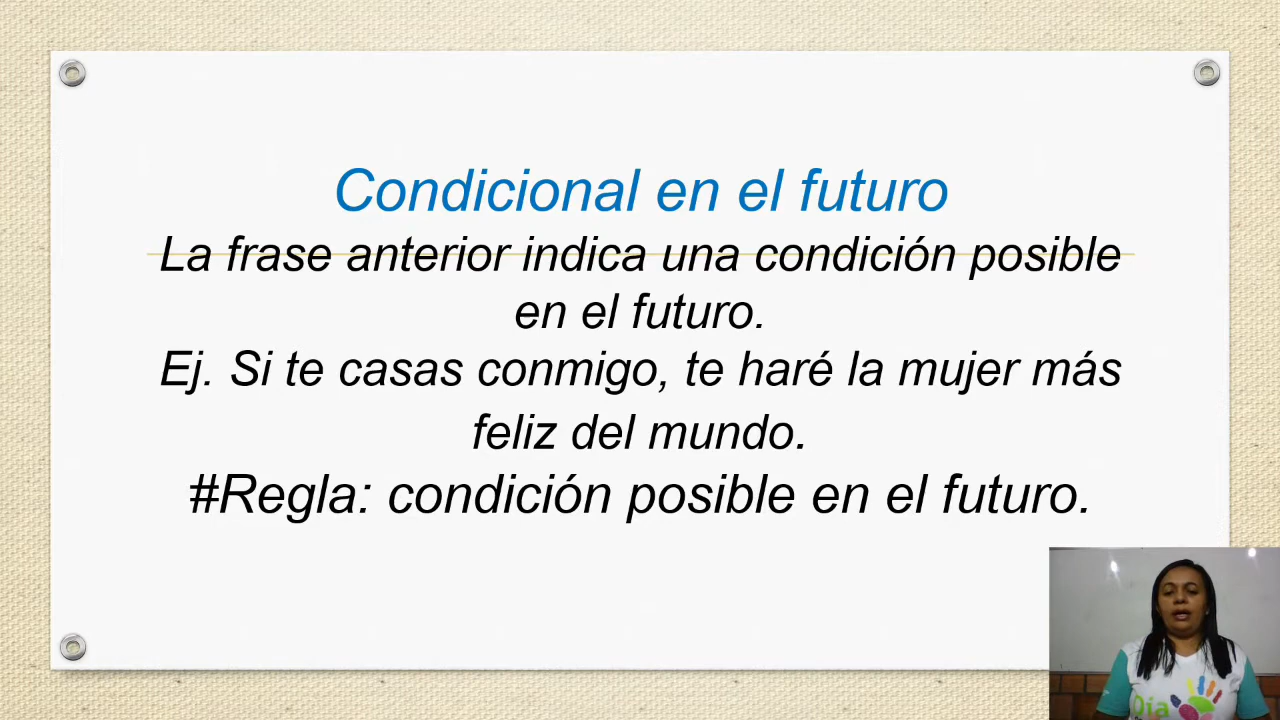 Condicional en el futuro
La frase anterior indica una condición posible
en el futuro.
Ej. Si te casas conmigo, te haré la mujer más
feliz del mundo.
#Regla: condición posible en el futuro.
Dia